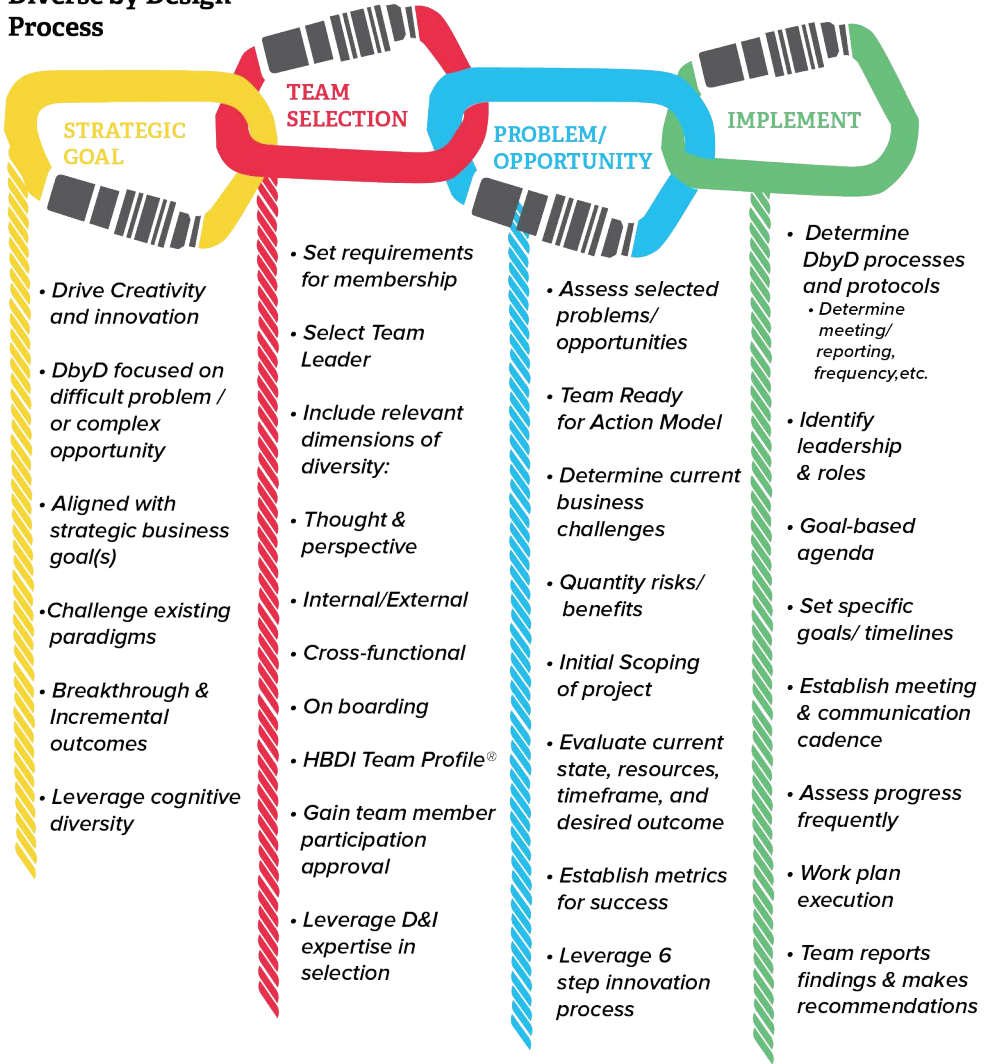 Diverse by Design
Process
STRATEGIC
GOAL
• Drive Creativity
and innovation
• DbyD focused on
difficult problem /
or complex
opportunity
• Aligned with
strategic business
goal(s)
•Challenge existing
paradigms
• Breakthrough &
Incremental
outcomes
• Leverage cognitive
diversity
TEAM
SELECTION
• Set requirements
for membership
• Select Team
Leader
• Include relevant
dimensions of
diversity:
• Thought &
perspective
• Internal/External
• Cross-functional
• On boarding
• HBDI Team Profile®
• Gain team member
participation
approval
• Leverage D&I
expertise in
selection
PROBLEM/
OPPORTUNITY
• Assess selected
problems/
opportunities
• Team Ready
for Action Model
• Determine current
business
challenges
• Quantity risks/
benefits
• Initial Scoping
of project
• Evaluate current
state, resources,
timeframe, and
desired outcome
• Establish metrics
for success
• Leverage 6
step innovation
process
IMPLEMENT
• Determine
DbyD processes
and protocols
• Determine
meeting/
reporting,
frequency,etc.
• Identify
leadership
& roles
• Goal-based
agenda
• Set specific
goals/ timelines
• Establish meeting
& communication
cadence
• Assess progress
frequently
• Work plan
execution
• Team reports
findings & makes
recommendations